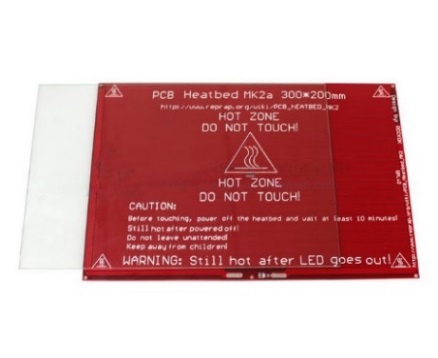 PCB Heatbed MK2a 300*200mm
http://www.reprap.org/wiki/PCB_HEATBED_MK2
HOT ZONE
DO NOT TOUCH!
HOT ZONE
DO NOT TOUCH!
CAUTION:
Before touching, power off the heatbed and wait at least 10 minutes!
Still hot after powered off!
Do not leave unattended!
Keep away from children!
WARNING: Still hot after LED goes out!